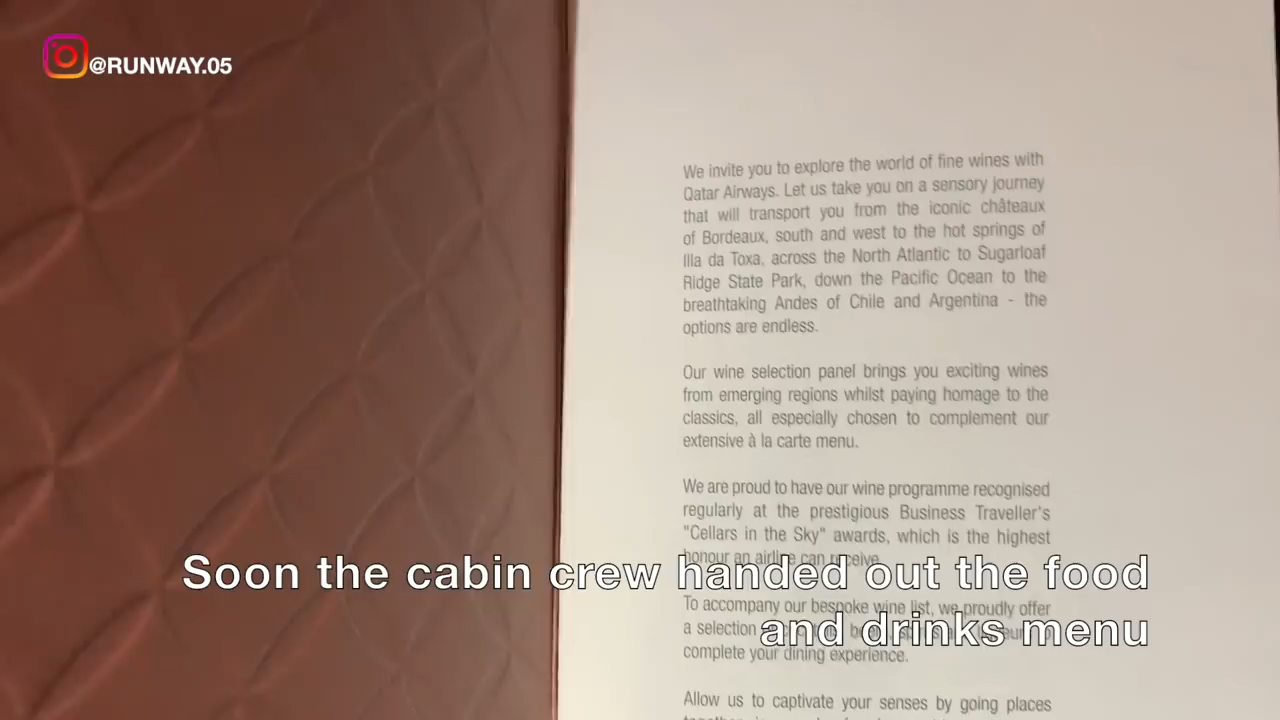 @RUNWAY.05
We invite you to explore the world of fine wines with
Qatar Airways. Let us take you on a sensory journey
that will transport you from the iconic châteaux
of Bordeaux, south and west to the hot springs of
Illa da Toxa, across the North Atlantic to Sugarloaf
Ridge State Park, down the Pacific Ocean to the
breathtaking Andes of Chile and Argentina - the
options are endless.
Our wine selection panel brings you exciting wines
from emerging regions whilst paying homage to the
classics, all especially chosen to complement our
extensive à la carte menu.
We are proud to have our wine programme recognised
regularly at the prestigious Business Traveller's
"Cellars in the Sky" awards, which is the highest
honour an airline can receive.
Soon the cabin crew handed out the food
and drinks menu
To accompany our bespoke wine list, we proudly offer
a selection
complete your dining experience.
Allow us to captivate your senses by going places